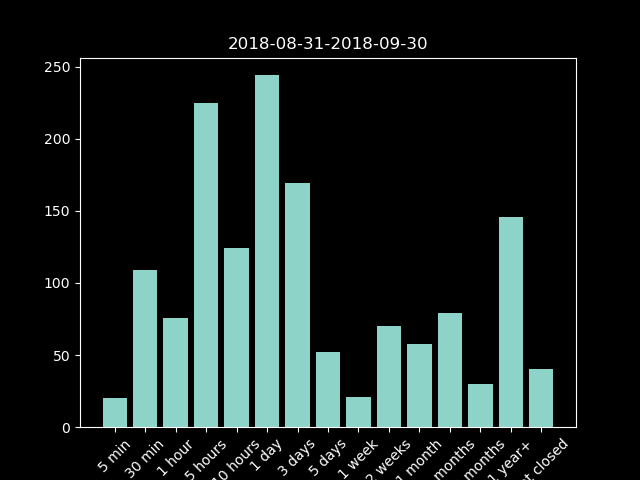 2018-08-31-2018-09-30
250
200
150
100
50
0
5 min
30 min
1 hour
5 hours
10 hours
1 day
3 days
5 days
1 week
2 weeks
1 month
months
months
1 year+
closed